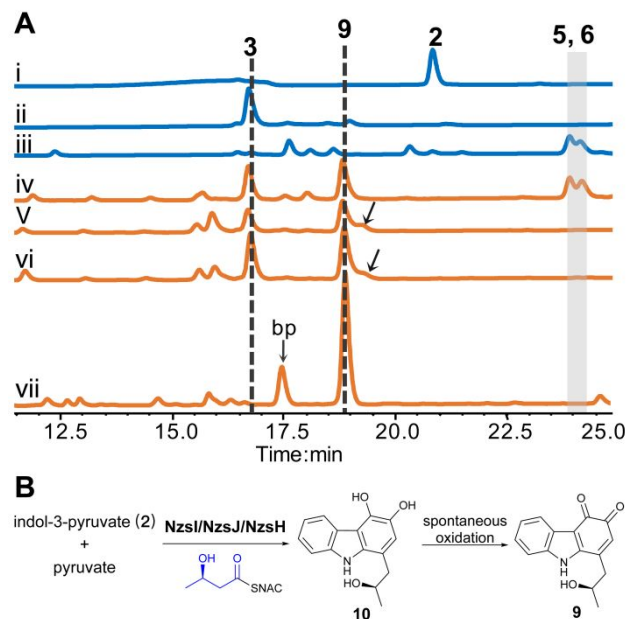 A
3 9 2 5, 6
i
ii
iii
iv
v
vi
bp
vii
12.5 15.0 17.5 20.0 22.5 25.0
Time:min
B
indol-3-pyruvate (2)
+
pyruvate
NzsI/NzsJ/NzsH
OH O
SNAC
OH
OH
N
H
HO
10
spontaneous
oxidation
O
O
N
H
HO
9